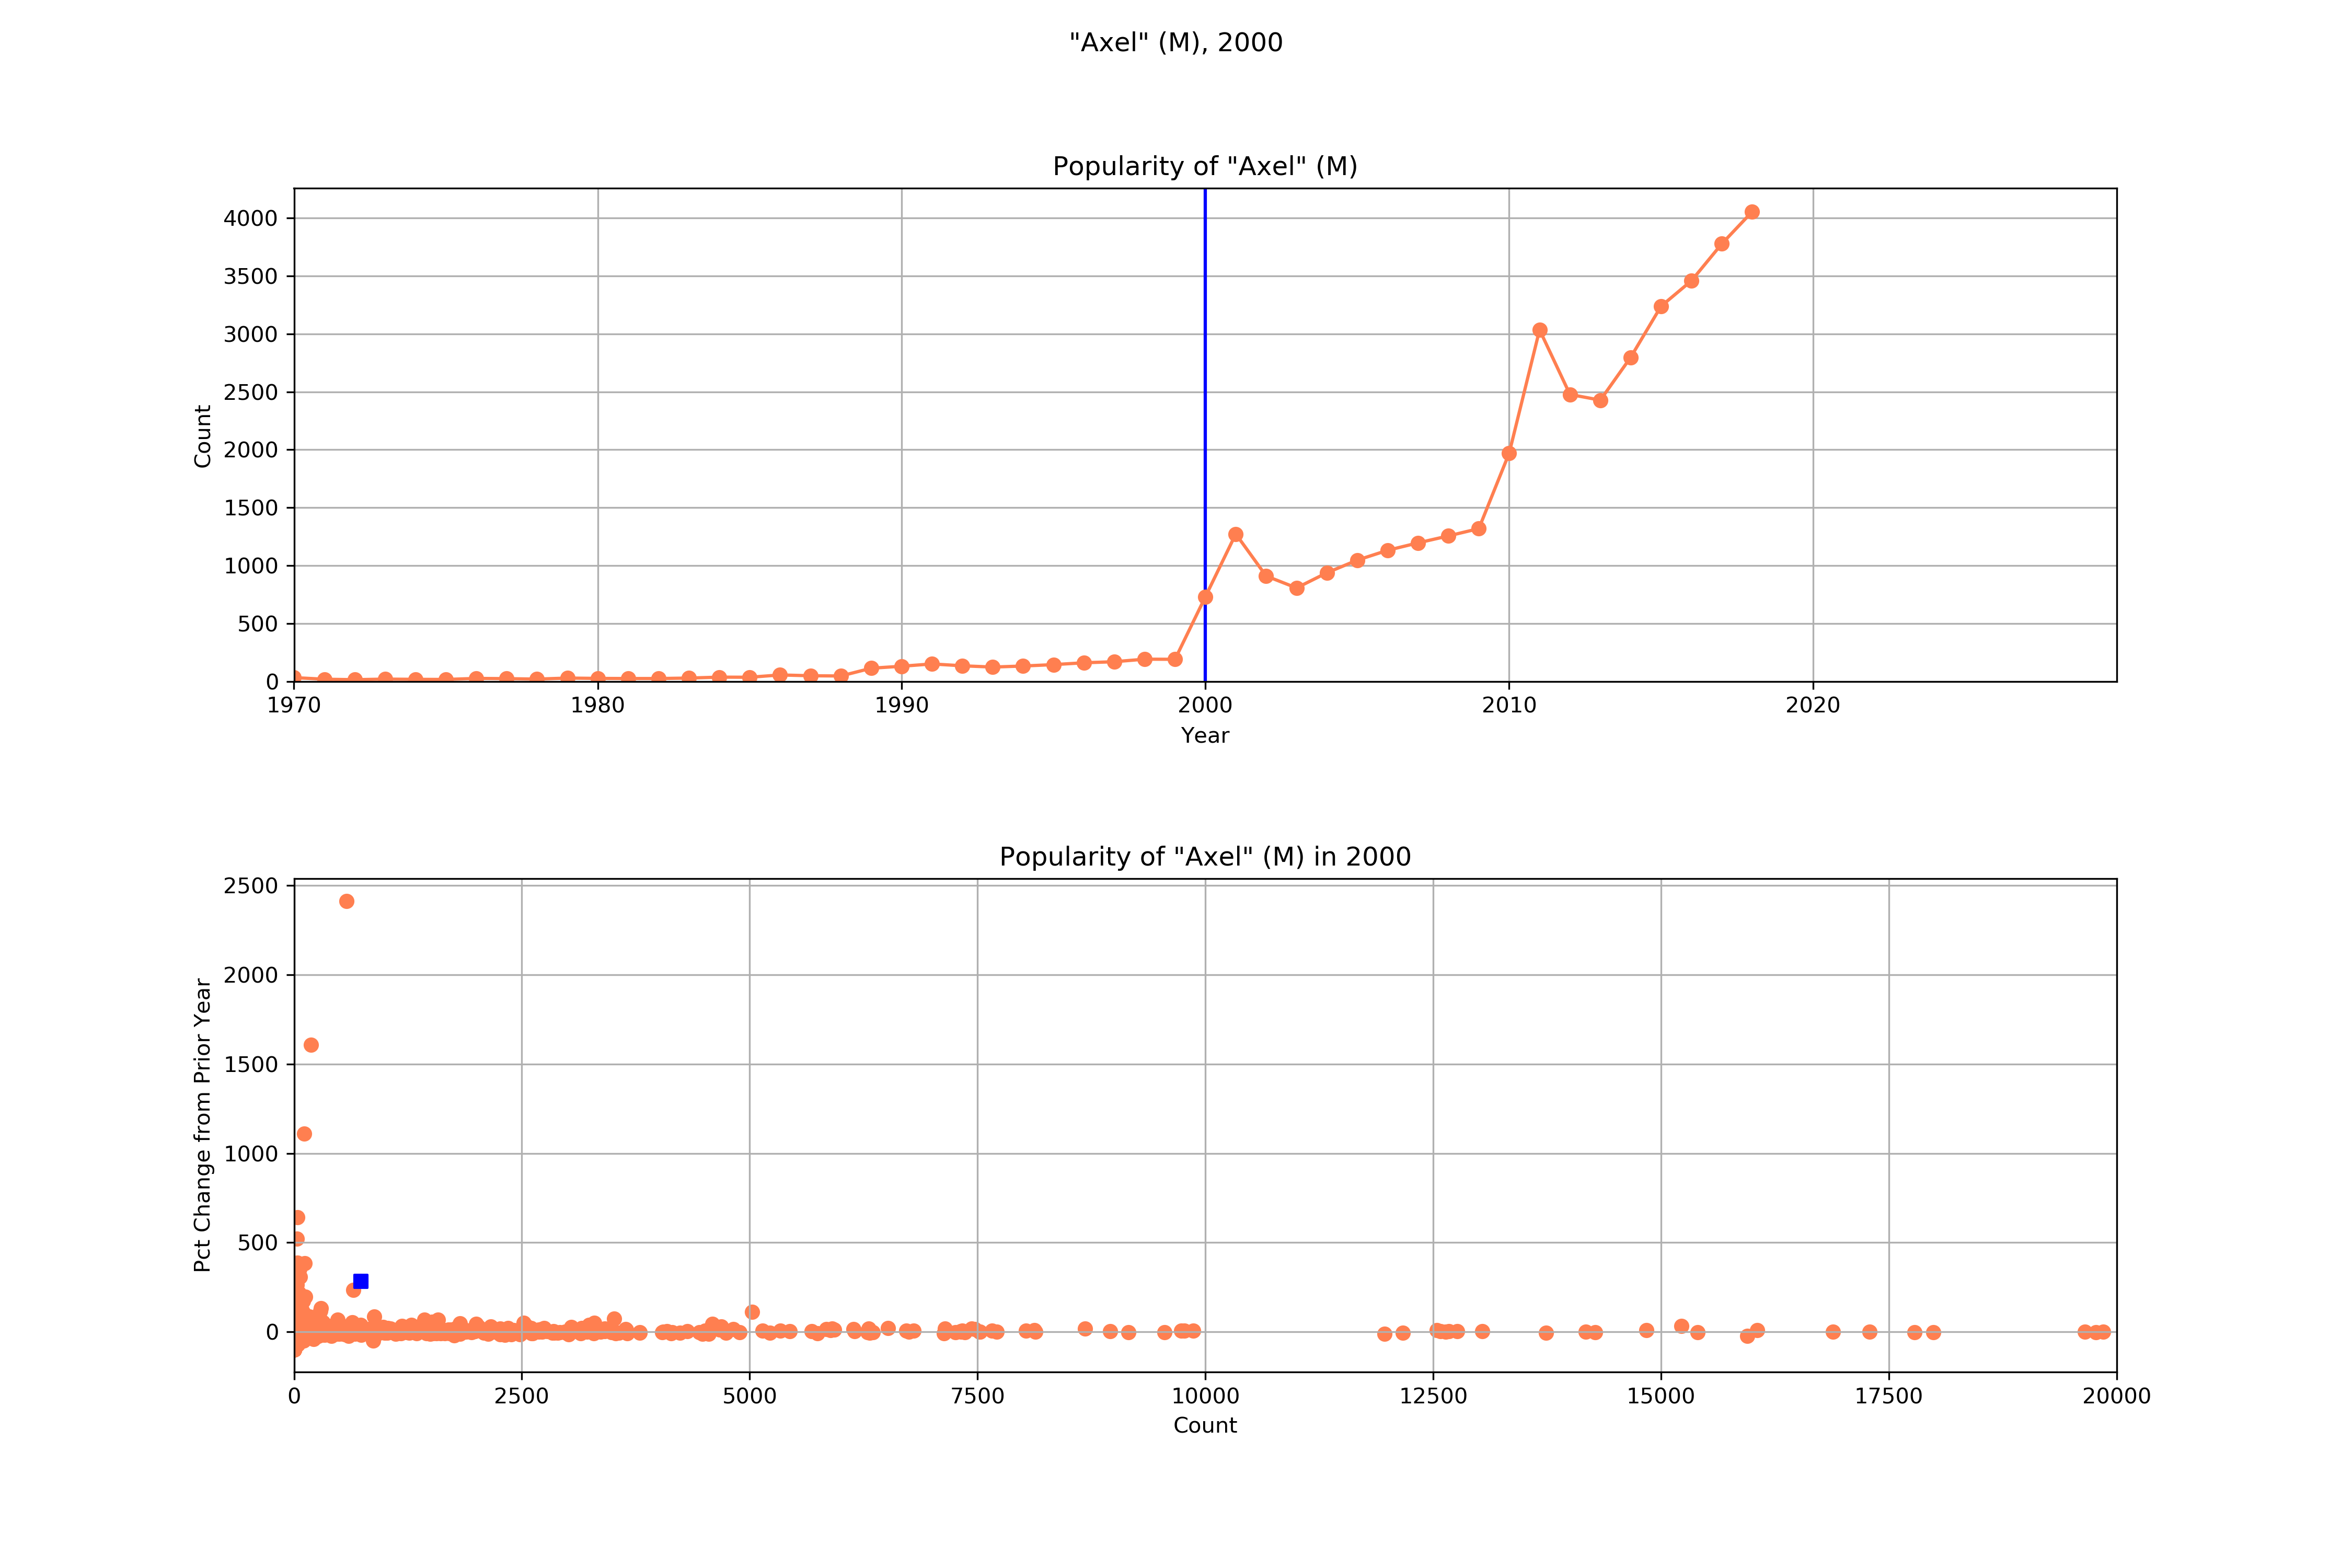 "Axel" (M), 2000
Popularity of "Axel" (M)
4000
3500
3000
2500
2000
1500
1000
500
0
Count
1970 1980 1990 2000 2010 2020
Year
Popularity of "Axel" (M) in 2000
2500
2000
1500
1000
500
0
Pct Change from Prior Year
0 2500 5000 7500 10000 12500 15000 17500 20000
Count